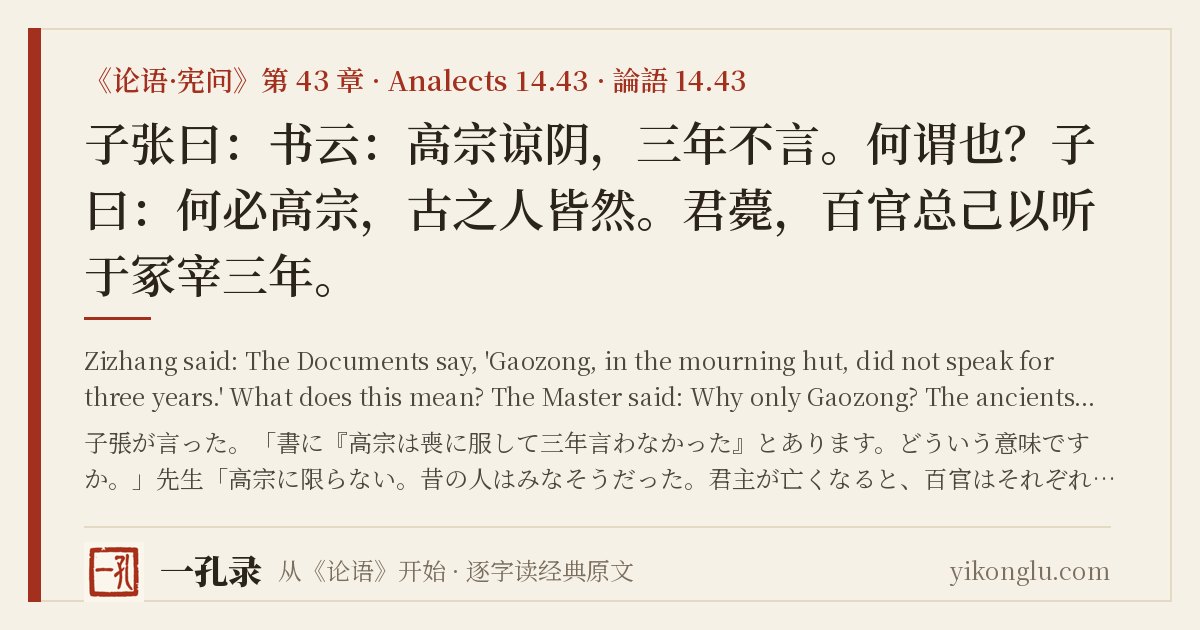 《论语·宪问》第 43 章 · Analects 14.43 · 論語 14.43
子张曰：书云：高宗谅阴，三年不言。何谓也？子
曰：何必高宗，古之人皆然。君薨，百官总己以听
于冢宰三年。
Zizhang said: The Documents say, 'Gaozong, in the mourning hut, did not speak for
three years.' What does this mean? The Master said: Why only Gaozong? The ancients...
子張が言った。「書に『高宗は喪に服して三年言わなかった』とあります。どういう意味です
か。」先生「高宗に限らない。昔の人はみなそうだった。君主が亡くなると、百官はそれぞれ…
一孔
一孔录 从《论语》开始 · 逐字读经典原文 yikonglu.com